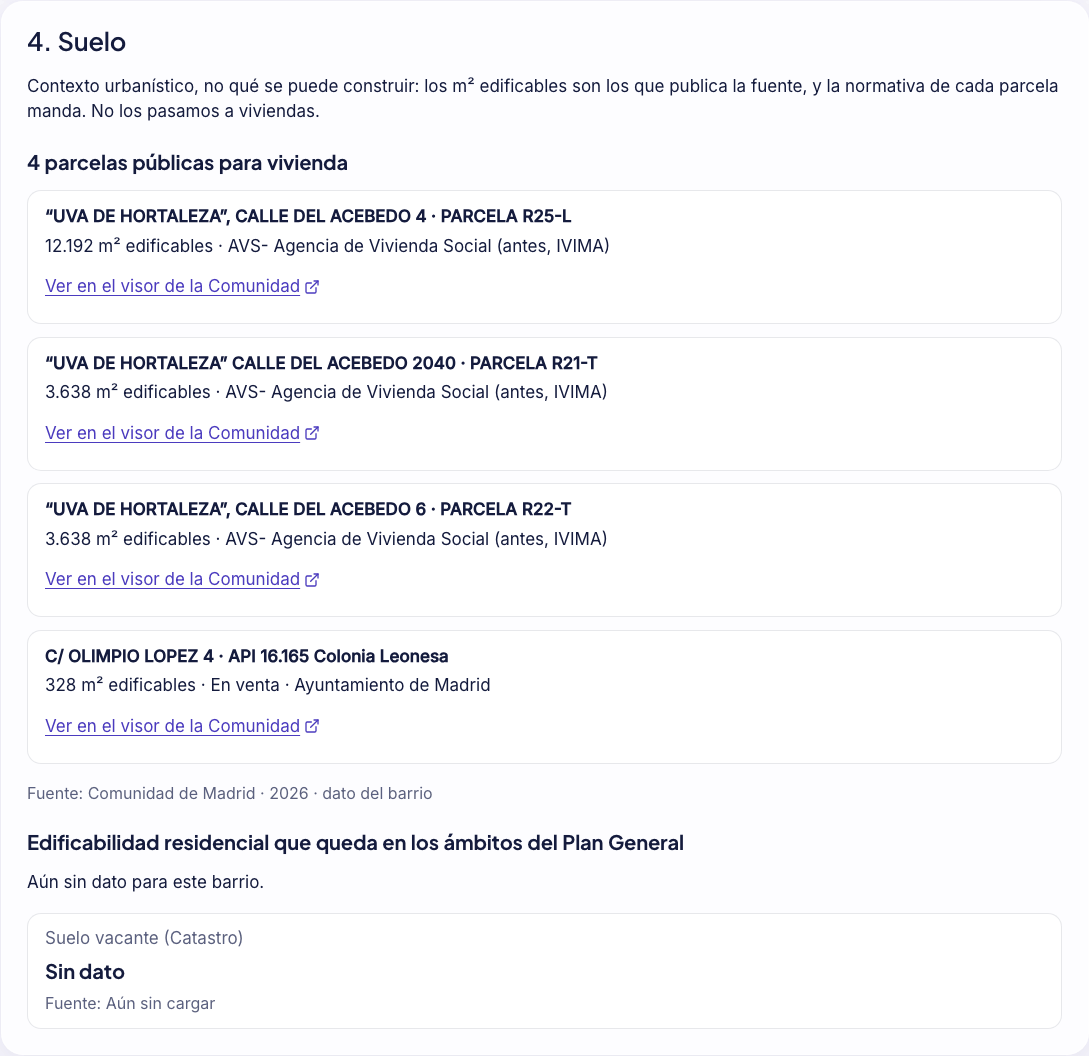 4. Suelo
Contexto urbanístico, no qué se puede construir: los m² edificables son los que publica la fuente, y la normativa de cada parcela
manda. No los pasamos a viviendas.
4 parcelas públicas para vivienda
“UVA DE HORTALEZA”, CALLE DEL ACEBEDO 4 · PARCELA R25-L
12.192 m² edificables · AVS- Agencia de Vivienda Social (antes, IVIMA)
Ver en el visor de la Comunidad
“UVA DE HORTALEZA” CALLE DEL ACEBEDO 2040 · PARCELA R21-T
3.638 m² edificables · AVS- Agencia de Vivienda Social (antes, IVIMA)
Ver en el visor de la Comunidad
“UVA DE HORTALEZA”, CALLE DEL ACEBEDO 6 · PARCELA R22-T
3.638 m² edificables · AVS- Agencia de Vivienda Social (antes, IVIMA)
Ver en el visor de la Comunidad
C/ OLIMPIO LOPEZ 4 · API 16.165 Colonia Leonesa
328 m² edificables · En venta · Ayuntamiento de Madrid
Ver en el visor de la Comunidad
Fuente: Comunidad de Madrid · 2026 · dato del barrio
Edificabilidad residencial que queda en los ámbitos del Plan General
Aún sin dato para este barrio.
Suelo vacante (Catastro)
Sin dato
Fuente: Aún sin cargar